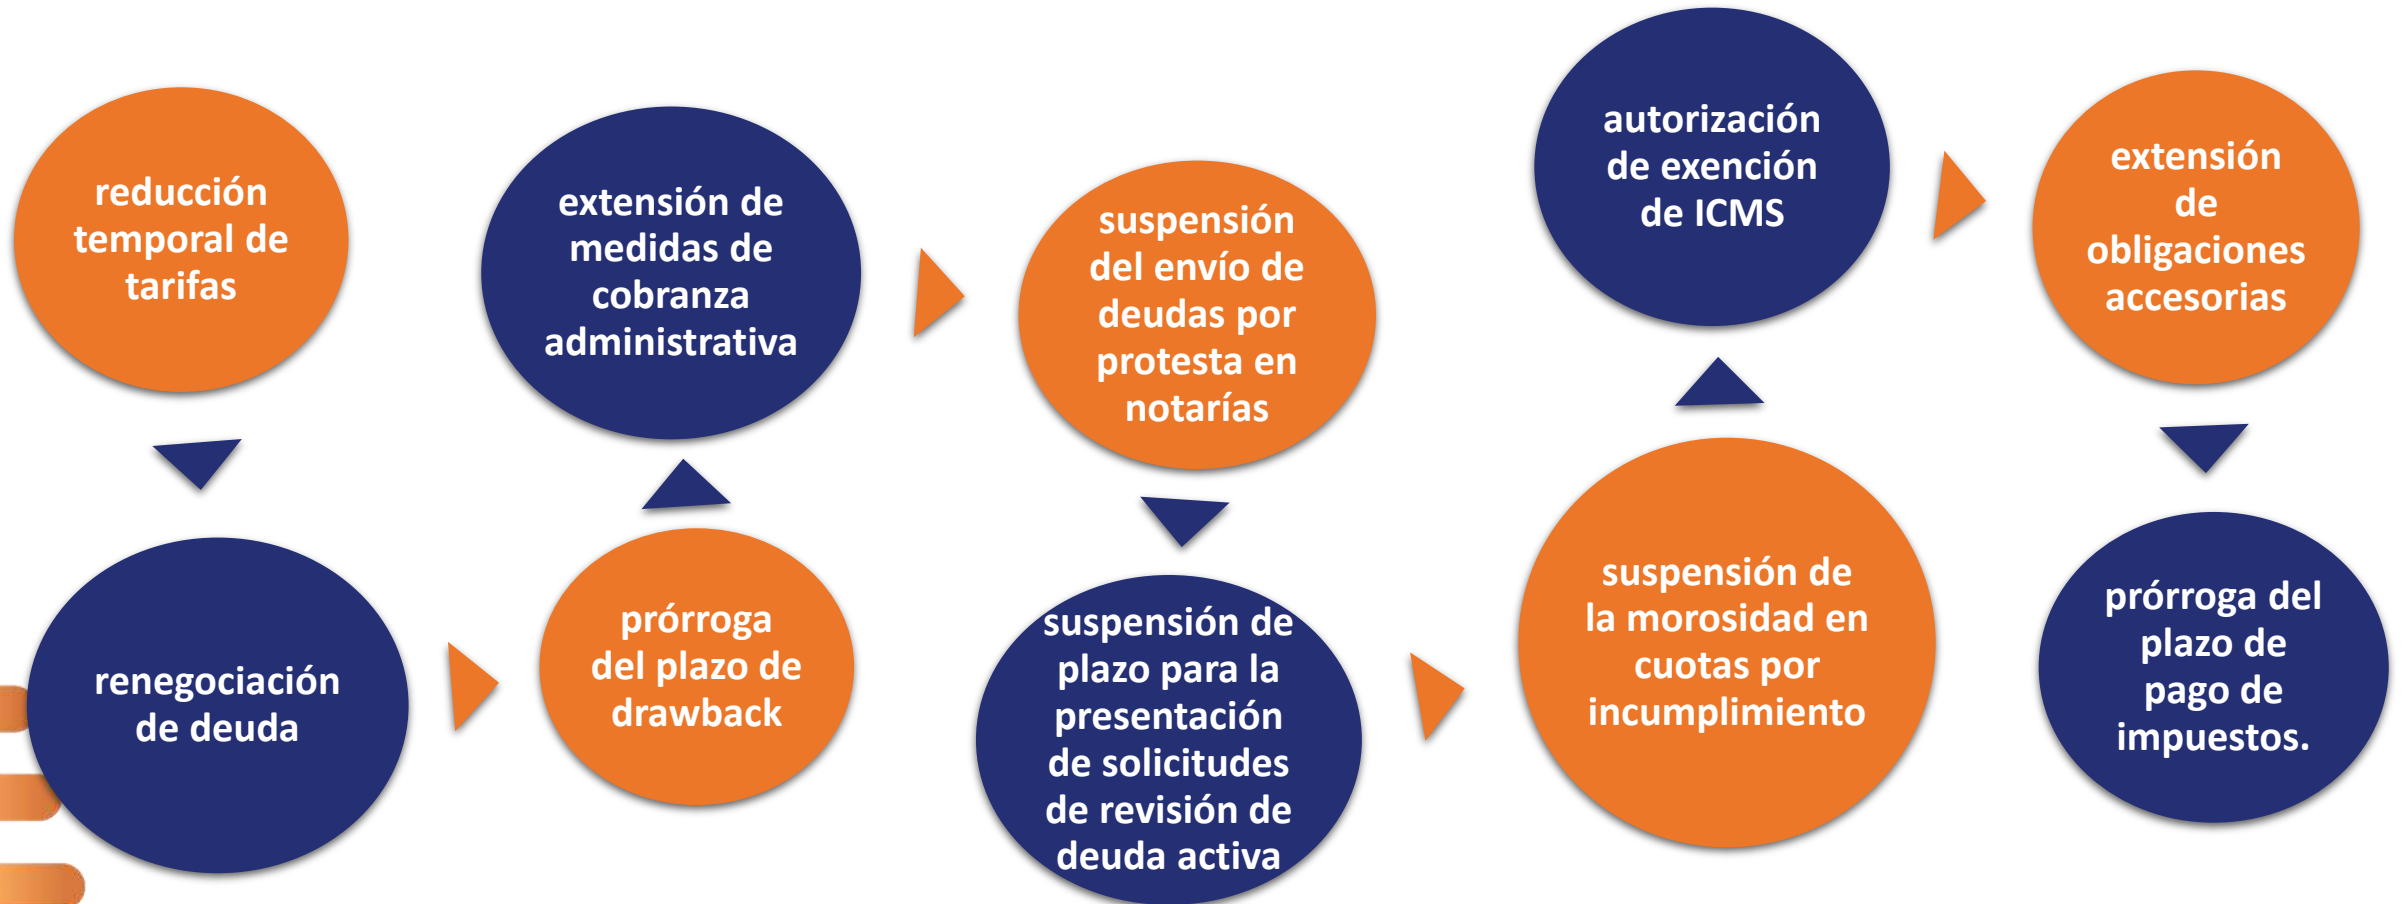 reducción
temporal de
tarifas
renegociación
de deuda
prórroga
del plazo de
drawback
extensión de
medidas de
cobranza
administrativa
suspensión
del envío de
deudas por
protesta en
notarías
suspensión de
plazo para la
presentación
de solicitudes
de revisión de
deuda activa
suspensión de
la morosidad en
cuotas por
incumplimiento
autorización
de exención
de ICMS
extensión
de
obligaciones
accesorias
prórroga del
plazo de
pago de
impuestos.